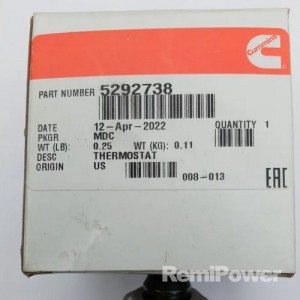 Cummins
PART NUMBER 5292738
DATE 12-Apr-2022 QUANTITY 1
PKGR MDC
WT (LB): 0.25 WT (KG): 0.11
DESC THERMOSTAT
ORIGIN US
008-013
EAC
RemiPower